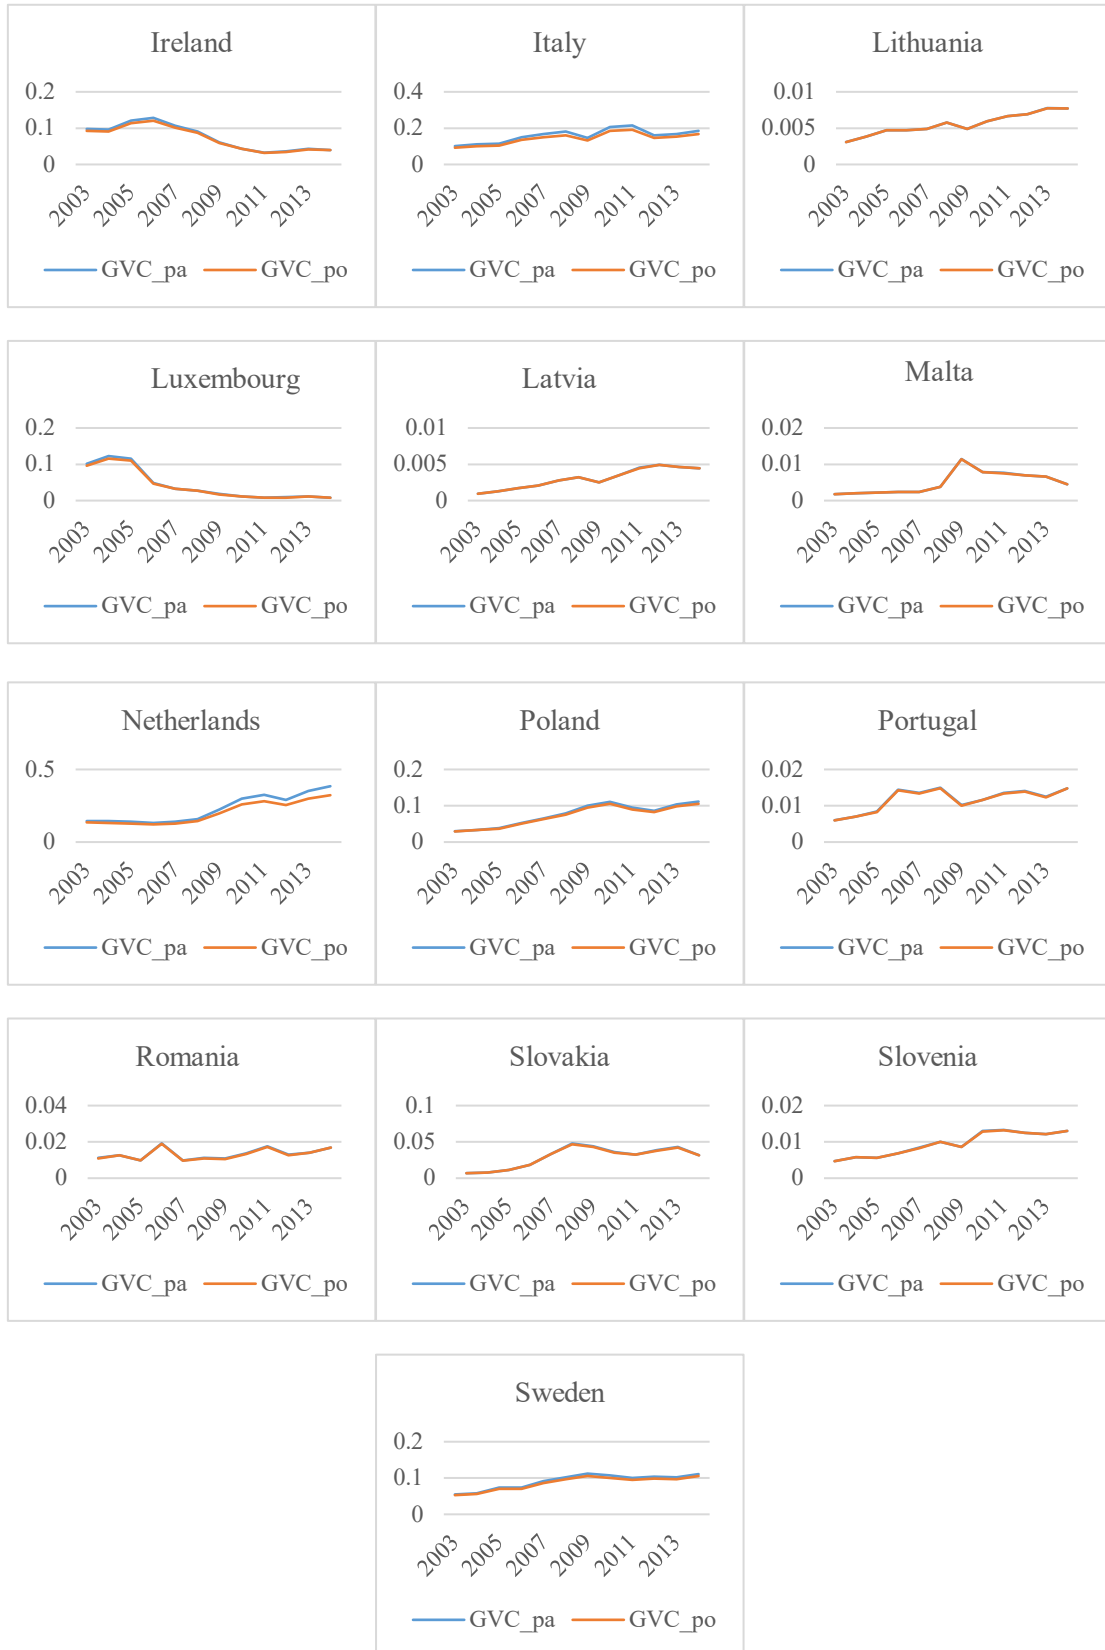 Ireland
0.2
0.1
0
2003 2005 2007 2009 2011 2013
GVC_pa GVC_po
Italy
0.4
0.2
0
2003 2005 2007 2009 2011 2013
GVC_pa GVC_po
Lithuania
0.01
0.005
0
2003 2005 2007 2009 2011 2013
GVC_pa GVC_po
Luxembourg
0.2
0.1
0
2003 2005 2007 2009 2011 2013
GVC_pa GVC_po
Latvia
0.01
0.005
0
2003 2005 2007 2009 2011 2013
GVC_pa GVC_po
Malta
0.02
0.01
0
2003 2005 2007 2009 2011 2013
GVC_pa GVC_po
Netherlands
0.5
0
2003 2005 2007 2009 2011 2013
GVC_pa GVC_po
Poland
0.2
0.1
0
2003 2005 2007 2009 2011 2013
GVC_pa GVC_po
Portugal
0.02
0.01
0
2003 2005 2007 2009 2011 2013
GVC_pa GVC_po
Romania
0.04
0.02
0
2003 2005 2007 2009 2011 2013
GVC_pa GVC_po
Slovakia
0.1
0.05
0
2003 2005 2007 2009 2011 2013
GVC_pa GVC_po
Slovenia
0.02
0.01
0
2003 2005 2007 2009 2011 2013
GVC_pa GVC_po
Sweden
0.2
0.1
0
2003 2005 2007 2009 2011 2013
GVC_pa GVC_po